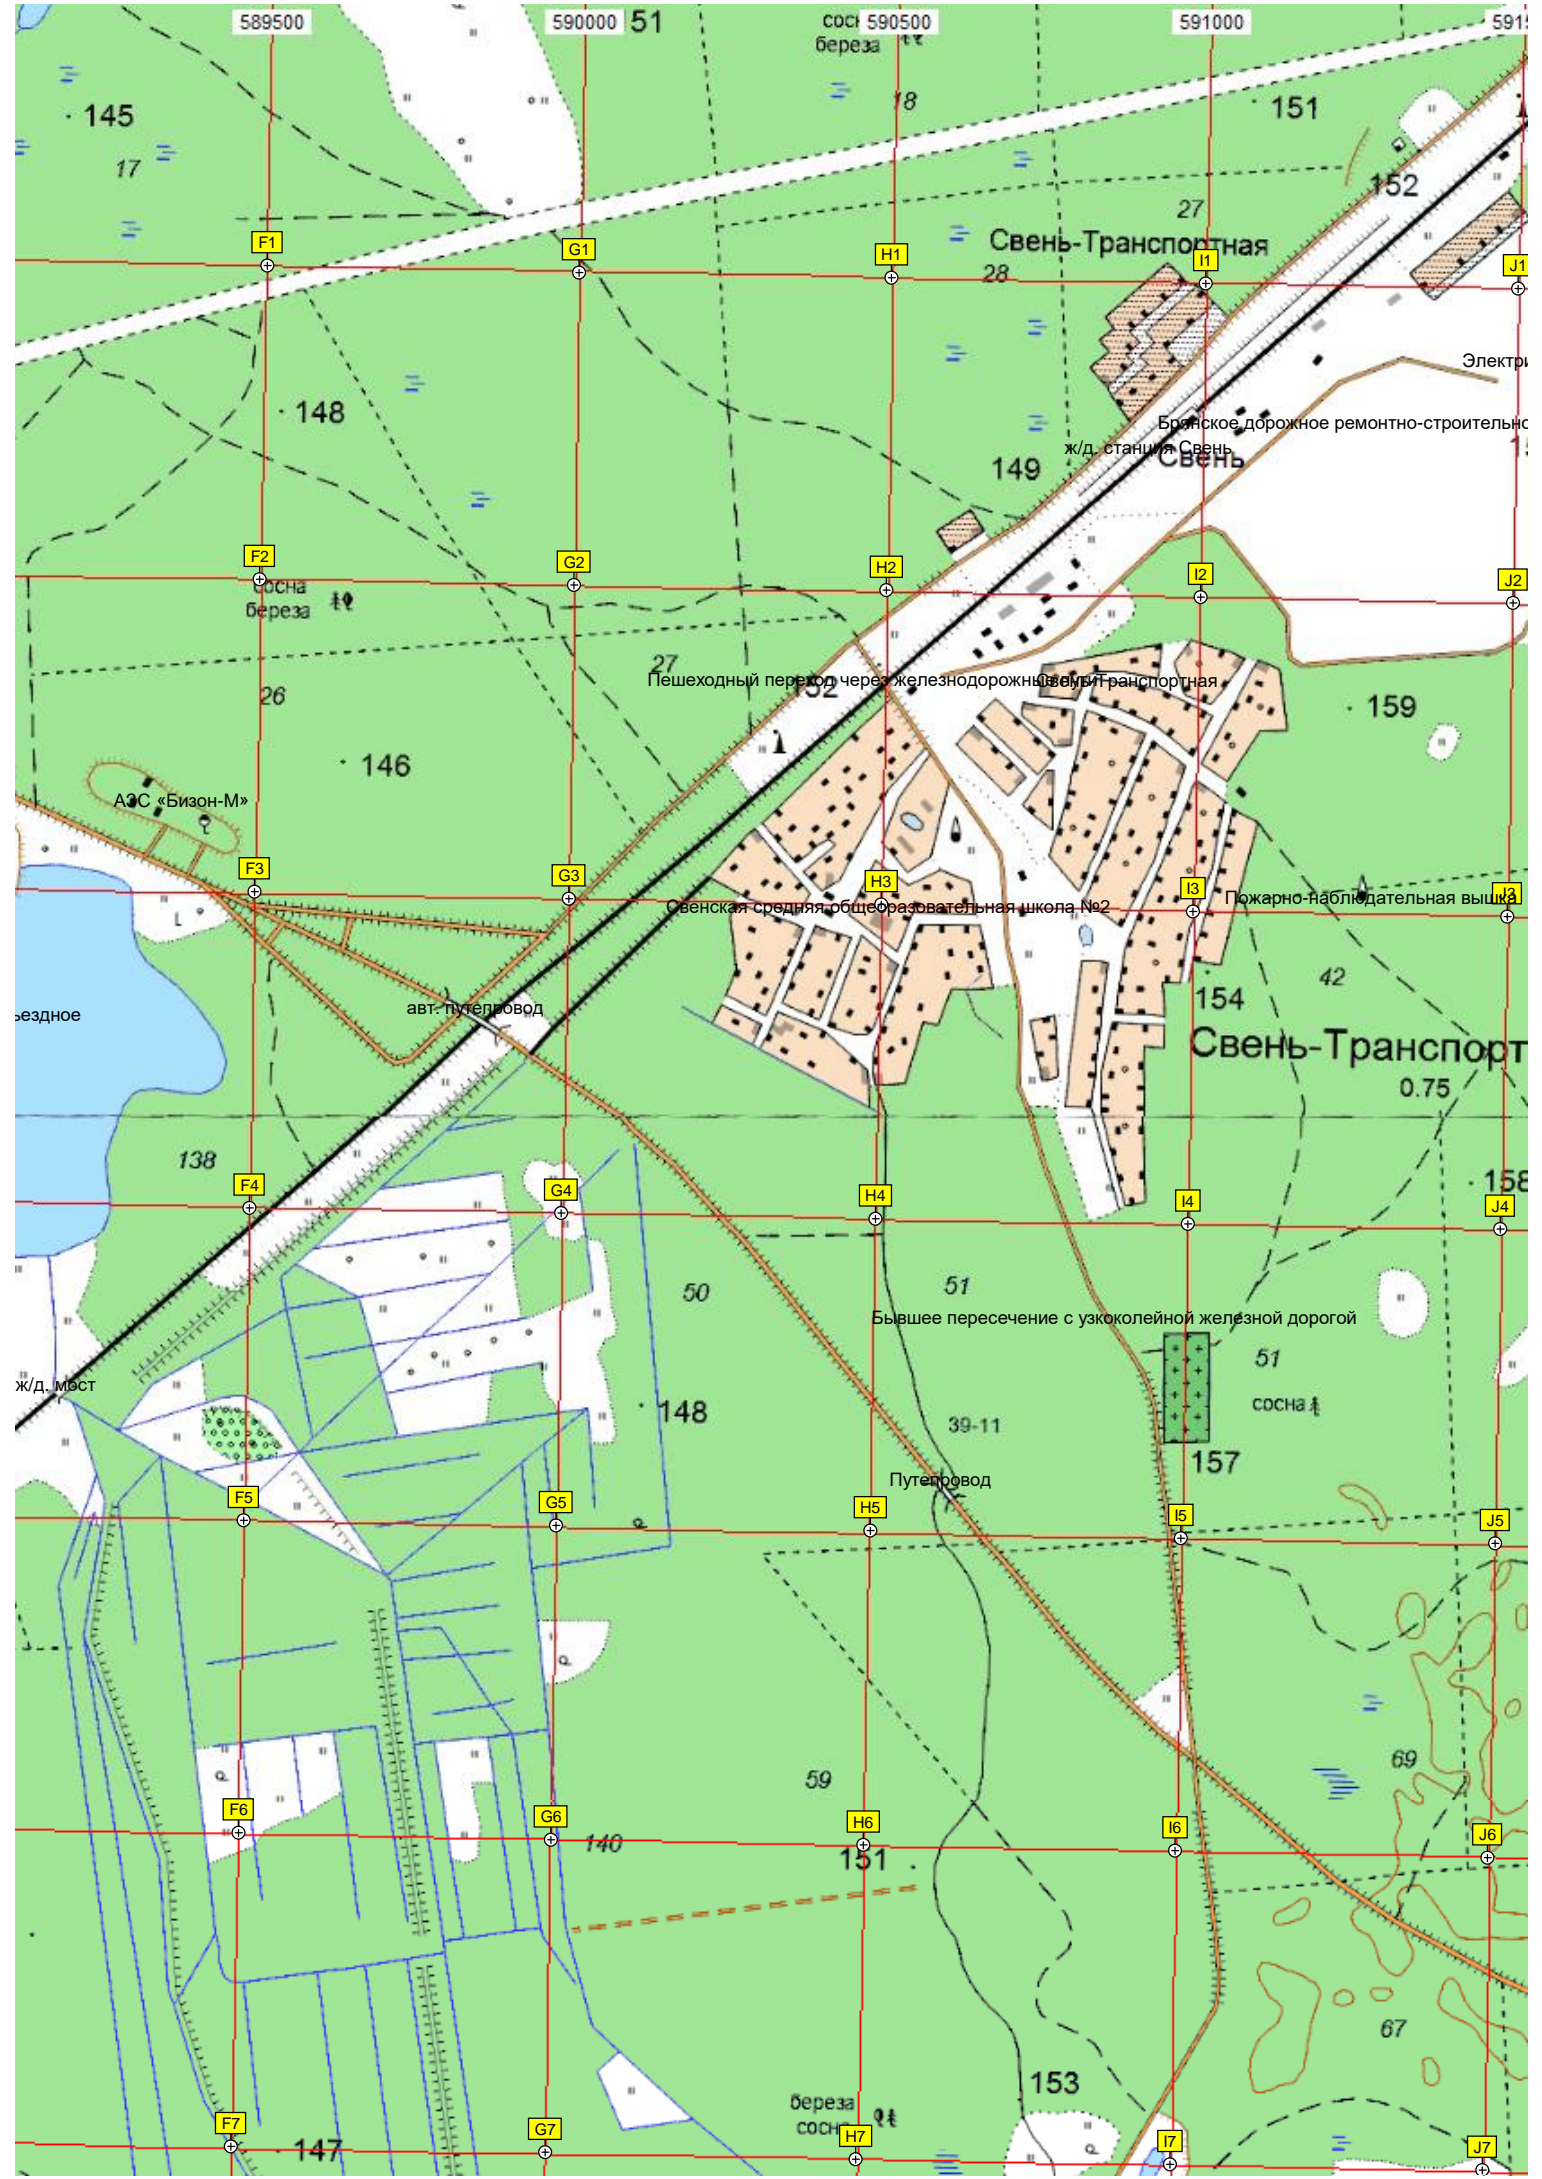 589500
590000
51
590500
591000
сосн
береза
18
145
17
151
152
27
Свень-Транспортная
28
F1
G1
H1
I1
J1
148
149
Электри
Брянское дорожное ремонтно-строительно
ж/д. станция Свень
Свень
F2
G2
H2
I2
J2
сосна
береза
27
26
Пешеходный переход через железнодорожные пути
Свень-Транспортная
152
159
146
АЗС «Бизон-М»
F3
G3
H3
I3
J3
Свенская средняя общеобразовательная школа №2
Пожарно-наблюдательная вышка
42
154
ьездное
авт. путепровод
Свень-Транспорт
0.75
138
158
F4
G4
H4
I4
J4
50
51
Бывшее пересечение с узкоколейной железной дорогой
51
ж/д. мост
сосна
148
39-11
157
Путепровод
F5
G5
H5
I5
J5
69
59
F6
G6
H6
I6
J6
140
151
67
153
береза
сосна
F7
G7
H7
I7
J7
147